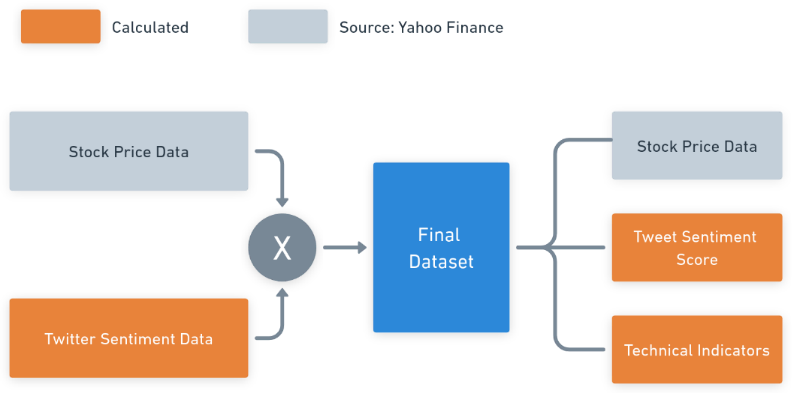 Calculated
Source: Yahoo Finance
Stock Price Data
Stock Price Data
X
Final
Dataset
Tweet Sentiment
Score
Twitter Sentiment Data
Technical Indicators